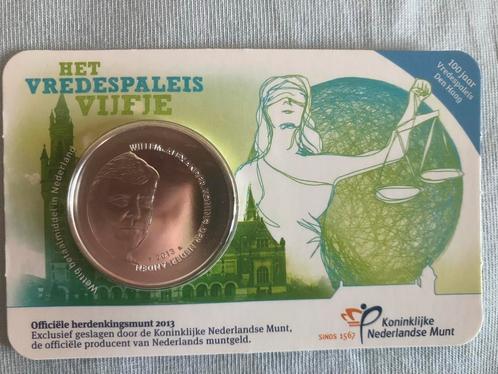 HET
VREDESPALEIS
VIJFJE
100 jaar
Vredespaleis
Den Haag
WILLEM-ALEXANDER KONING DER NEDERLANDEN
2013
Wettig betaalmiddel in Nederland
Officiële herdenkingsmunt 2013
Exclusief geslagen door de Koninklijke Nederlandse Munt,
de officiële producent van Nederlands muntgeld.
SINDS 1567
Koninklijke
Nederlandse Munt